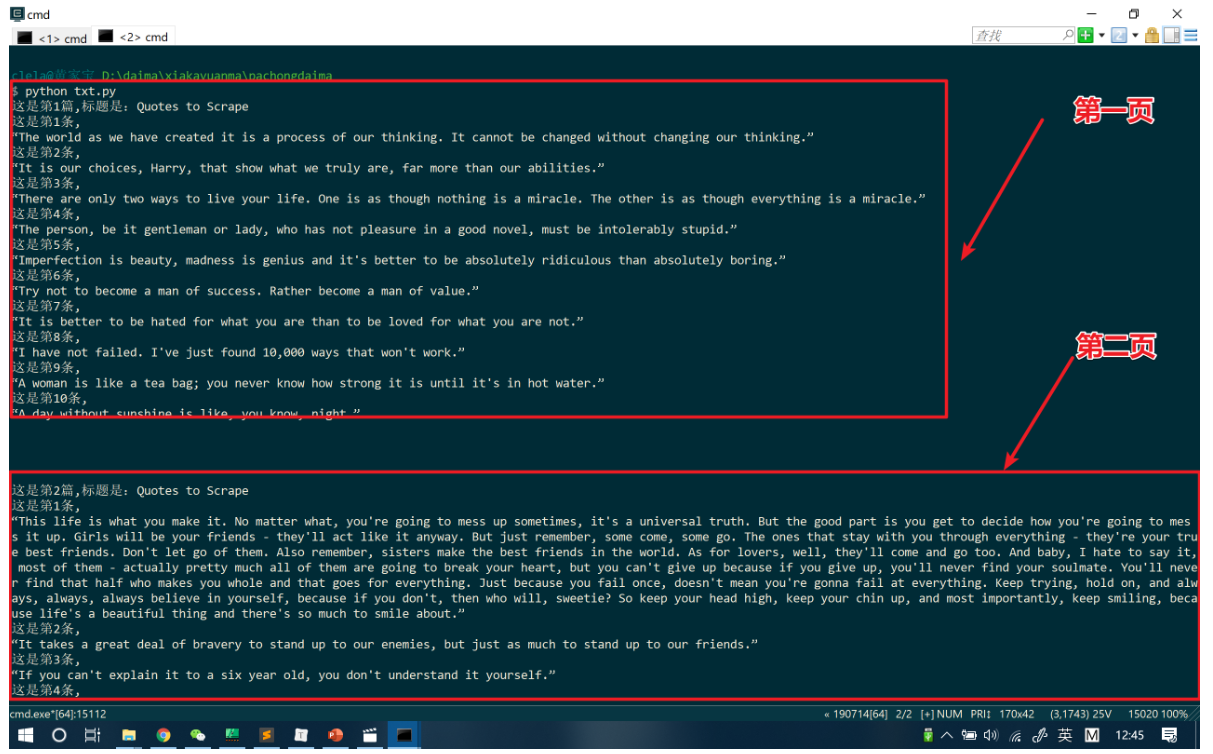 cmd
<1> cmd
<2> cmd
查找
clela@黄家宝 D:\daima\xiakayuanma\pachongdaima
$ python txt.py
这是第1篇,标题是: Quotes to Scrape
这是第1条,
“The world as we have created it is a process of our thinking. It cannot be changed without changing our thinking.”
这是第2条,
“It is our choices, Harry, that show what we truly are, far more than our abilities.”
这是第3条,
“There are only two ways to live your life. One is as though nothing is a miracle. The other is as though everything is a miracle.”
这是第4条,
“The person, be it gentleman or lady, who has not pleasure in a good novel, must be intolerably stupid.”
这是第5条,
“Imperfection is beauty, madness is genius and it's better to be absolutely ridiculous than absolutely boring.”
这是第6条,
“Try not to become a man of success. Rather become a man of value.”
这是第7条,
“It is better to be hated for what you are than to be loved for what you are not.”
这是第8条,
“I have not failed. I've just found 10,000 ways that won't work.”
这是第9条,
“A woman is like a tea bag; you never know how strong it is until it's in hot water.”
这是第10条,
“A day without sunshine is like, you know, night.”
第一页
第二页
这是第2篇,标题是: Quotes to Scrape
这是第1条,
“This life is what you make it. No matter what, you're going to mess up sometimes, it's a universal truth. But the good part is you get to decide how you're going to mes
s it up. Girls will be your friends - they'll act like it anyway. But just remember, some come, some go. The ones that stay with you through everything - they're your tru
e best friends. Don't let go of them. Also remember, sisters make the best friends in the world. As for lovers, well, they'll come and go too. And baby, I hate to say it,
most of them - actually pretty much all of them are going to break your heart, but you can't give up because if you give up, you'll never find your soulmate. You'll neve
r find that half who makes you whole and that goes for everything. Just because you fail once, doesn't mean you're gonna fail at everything. Keep trying, hold on, and alw
ays, always, always believe in yourself, because if you don't, then who will, sweetie? So keep your head high, keep your chin up, and most importantly, keep smiling, beca
use life's a beautiful thing and there's so much to smile about.”
这是第2条,
“It takes a great deal of bravery to stand up to our enemies, but just as much to stand up to our friends.”
这是第3条,
“If you can't explain it to a six year old, you don't understand it yourself.”
这是第4条,
cmd.exe*[64]:15112
« 190714[64] 2/2 [+] NUM PRI↕ 170x42 (3,1743) 25V 15020 100%
英 M 12:45